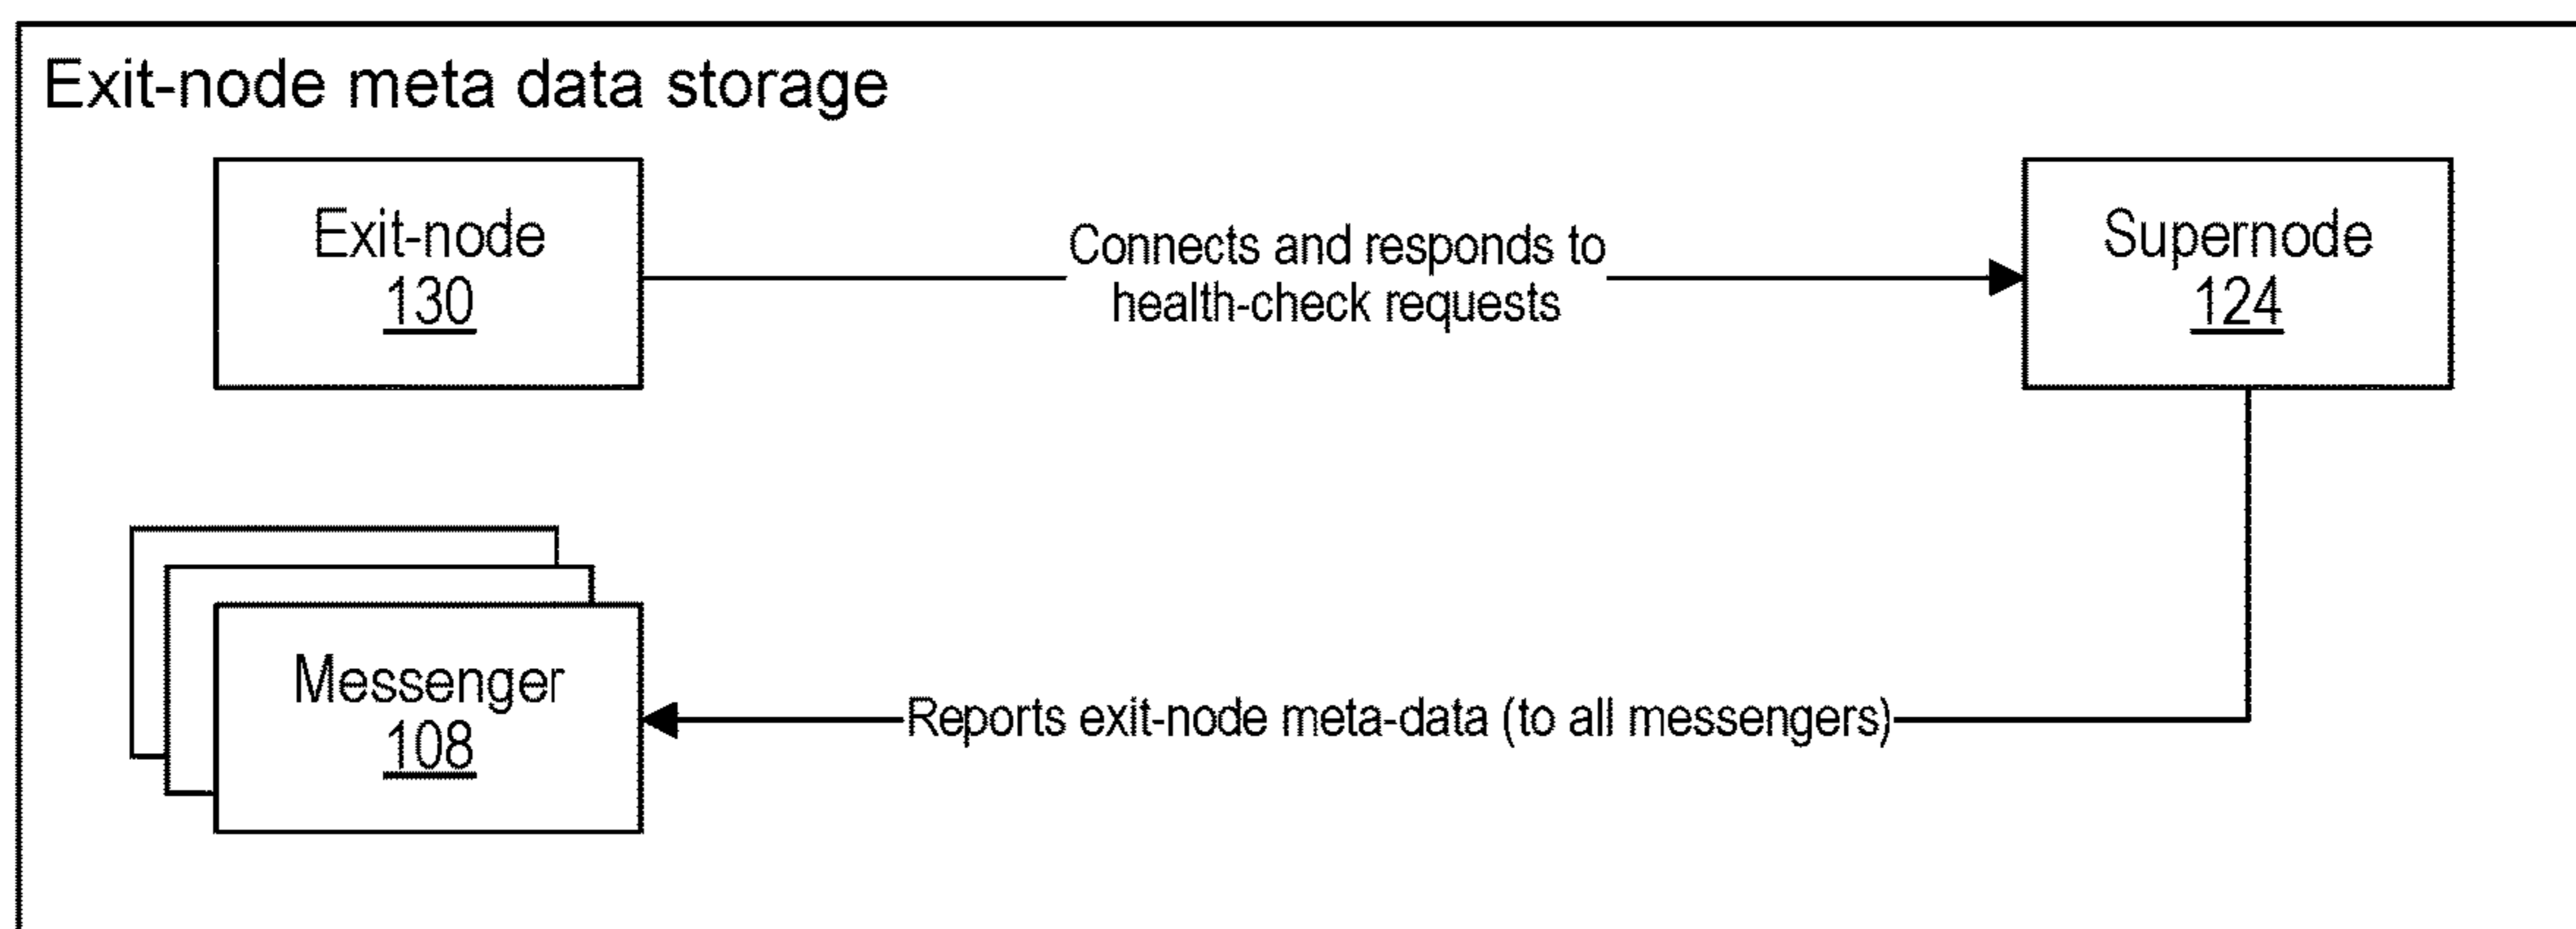 Exit-node meta data storage
Exit-node
130
Connects and responds to
health-check requests
Supernode
124
Messenger
108
Reports exit-node meta-data (to all messengers)